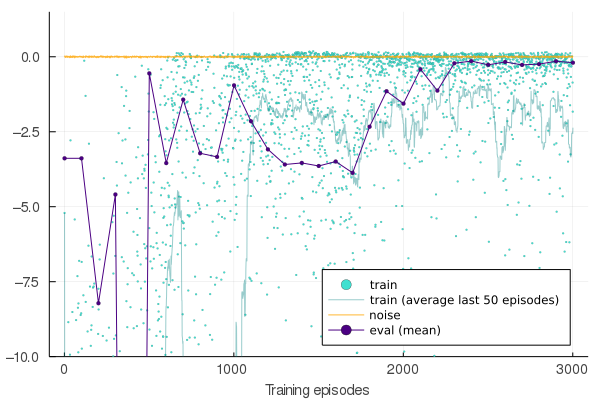 0.0
−2.5
−5.0
−7.5
−10.0
0
1000
2000
3000
Training episodes
train
train (average last 50 episodes)
noise
eval (mean)